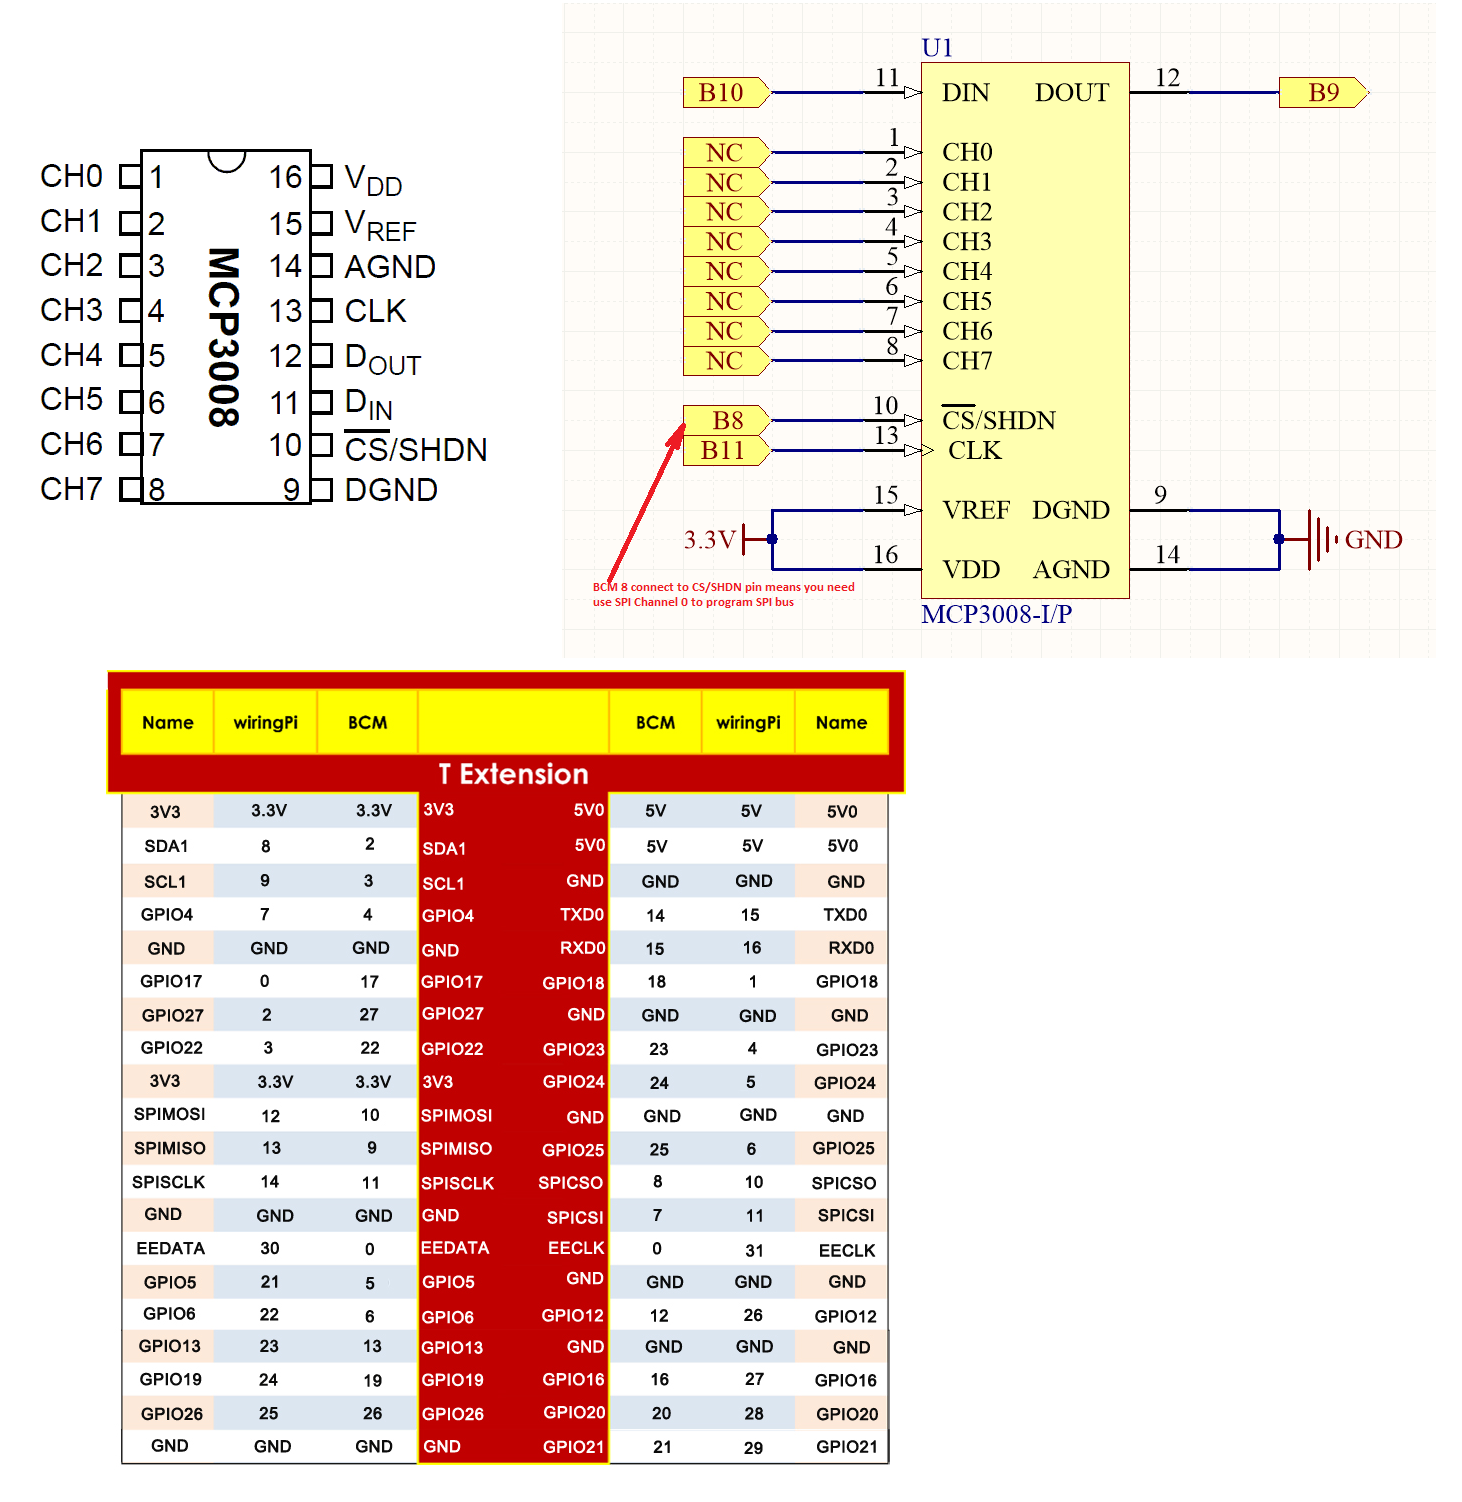 CH0 1 16 VDD
CH1 2 15 VREF
CH2 3 14 AGND
CH3 4 13 CLK
CH4 5 12 DOUT
CH5 6 11 DIN
CH6 7 10 CS/SHDN
CH7 8 9 DGND
MCP3008
U1
B10 11 DIN DOUT 12 B9
NC 1 CH0
NC 2 CH1
NC 3 CH2
NC 4 CH3
NC 5 CH4
NC 6 CH5
NC 7 CH6
NC 8 CH7
B8 10 CS/SHDN
B11 13 CLK
15 VREF DGND 9
3.3V GND
16 VDD AGND 14
BCM 8 connect to CS/SHDN pin means you need
use SPI Channel 0 to program SPI bus
MCP3008-I/P
Name wiringPi BCM BCM wiringPi Name
T Extension
3V3 3.3V 3.3V 3V3 5V0 5V 5V 5V0
SDA1 8 2 SDA1 5V0 5V 5V 5V0
SCL1 9 3 SCL1 GND GND GND GND
GPIO4 7 4 GPIO4 TXD0 14 15 TXD0
GND GND GND GND RXD0 15 16 RXD0
GPIO17 0 17 GPIO17 GPIO18 18 1 GPIO18
GPIO27 2 27 GPIO27 GND GND GND GND
GPIO22 3 22 GPIO22 GPIO23 23 4 GPIO23
3V3 3.3V 3.3V 3V3 GPIO24 24 5 GPIO24
SPIMOSI 12 10 SPIMOSI GND GND GND GND
SPIMISO 13 9 SPIMISO GPIO25 25 6 GPIO25
SPISCLK 14 11 SPISCLK SPICSO 8 10 SPICSO
GND GND GND GND SPICSI 7 11 SPICSI
EEDATA 30 0 EEDATA EECLK 0 31 EECLK
GPIO5 21 5 GPIO5 GND GND GND GND
GPIO6 22 6 GPIO6 GPIO12 12 26 GPIO12
GPIO13 23 13 GPIO13 GND GND GND GND
GPIO19 24 19 GPIO19 GPIO16 16 27 GPIO16
GPIO26 25 26 GPIO26 GPIO20 20 28 GPIO20
GND GND GND GND GPIO21 21 29 GPIO21